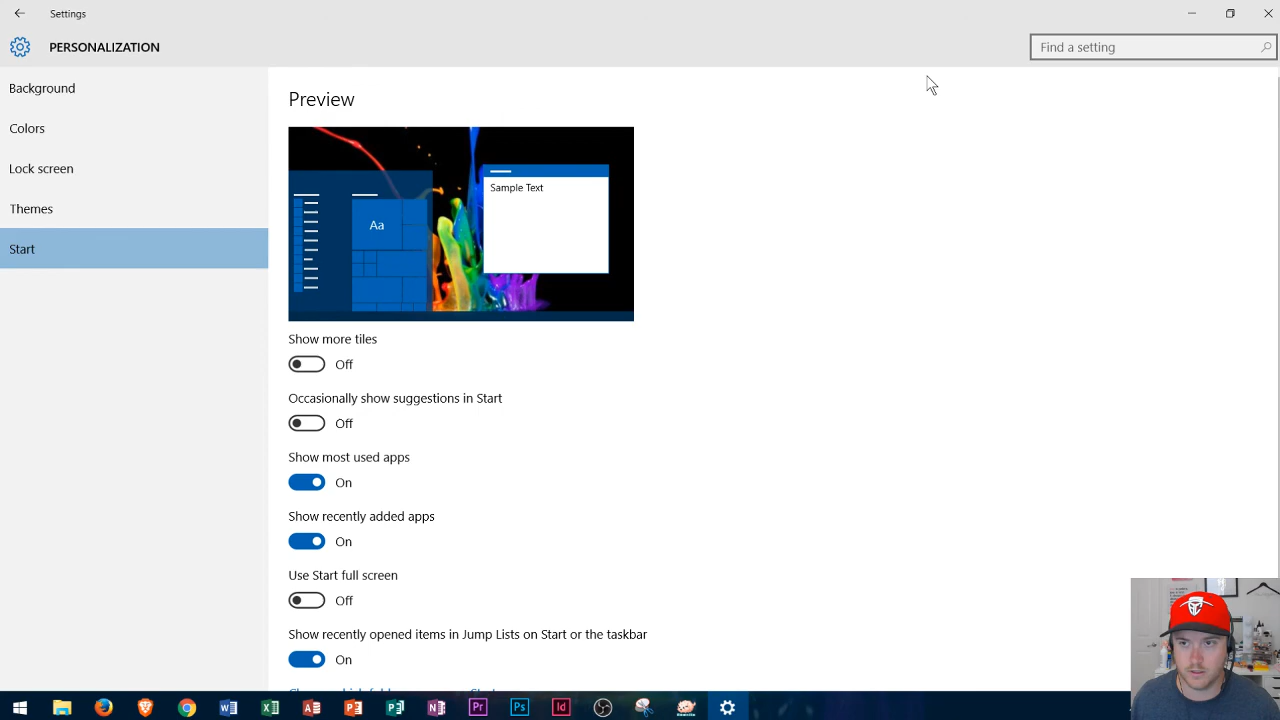 Settings
PERSONALIZATION
Find a setting
Background
Colors
Lock screen
Themes
Start
Preview
Sample Text
Aa
Show more tiles
Off
Occasionally show suggestions in Start
Off
Show most used apps
On
Show recently added apps
On
Use Start full screen
Off
Show recently opened items in Jump Lists on Start or the taskbar
On